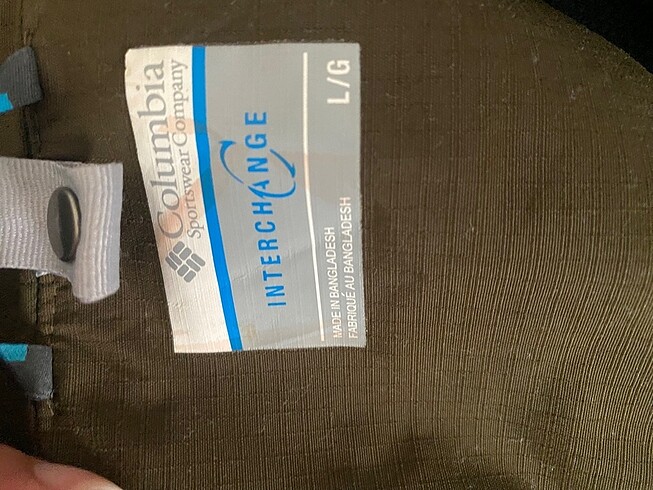 Columbia
Sportswear Company
INTERCHANGE
L/G
MADE IN BANGLADESH
FABRIQUÉ AU BANGLADESH